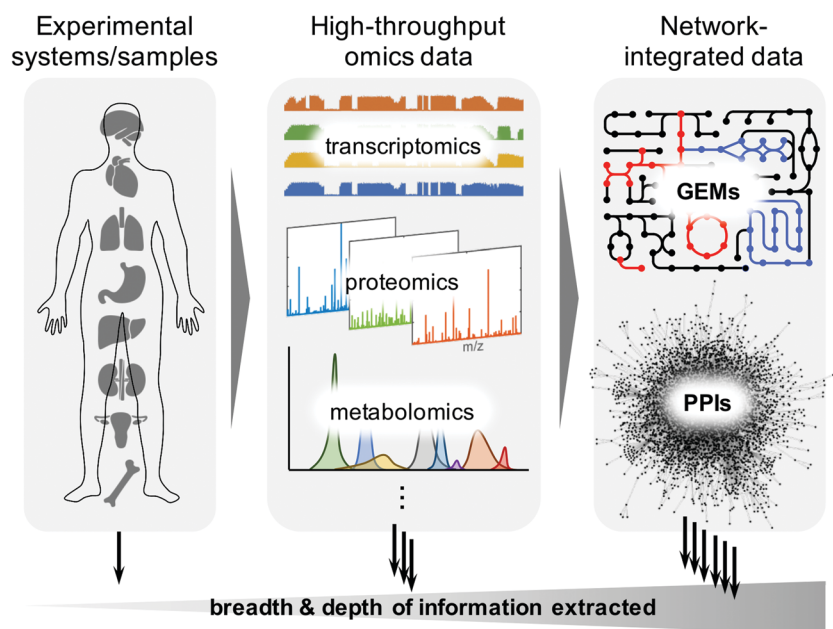 Experimental
systems/samples
High-throughput
omics data
Network-
integrated data
transcriptomics
proteomics
m/z
metabolomics
GEMs
PPIs
breadth & depth of information extracted